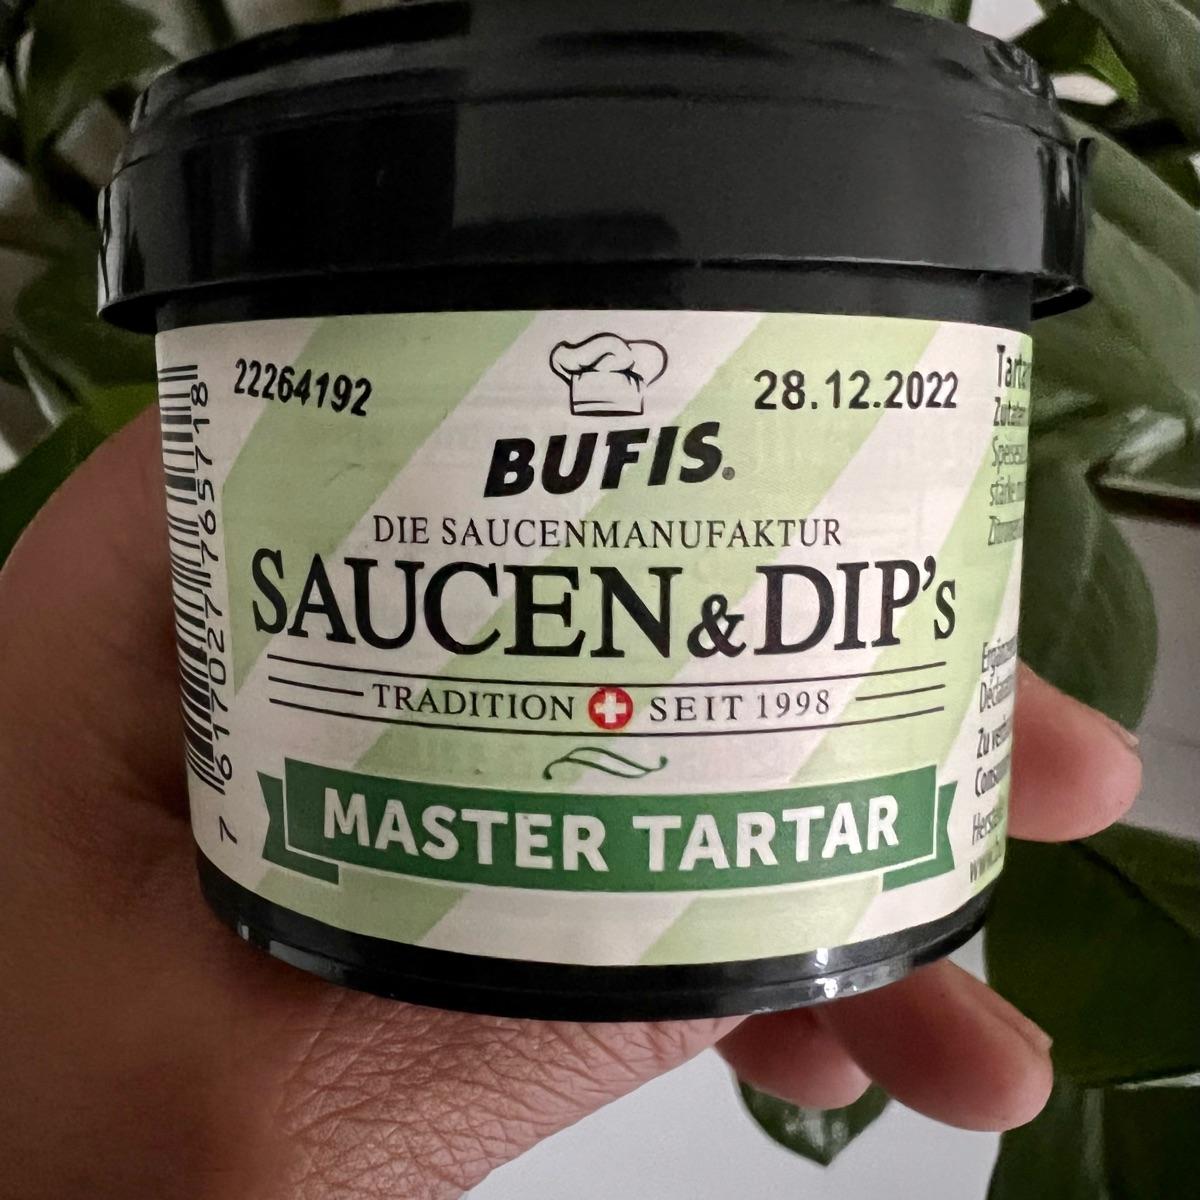 22264192
28.12.2022
BUFIS.
DIE SAUCENMANUFAKTUR
SAUCEN & DIP's
TRADITION SEIT 1998
MASTER TARTAR
7 617027 765718